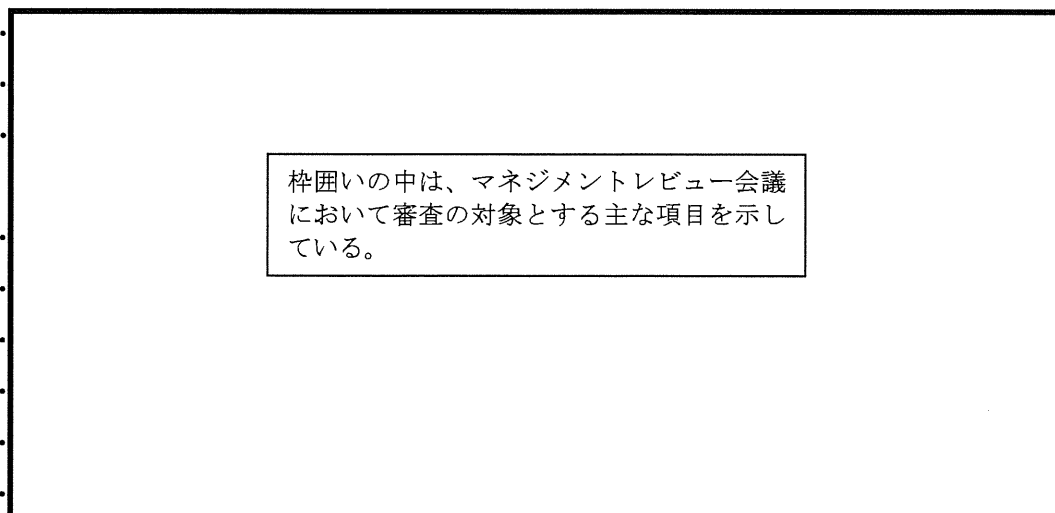 枠囲いの中は、マネジメントレビュー会議
において審査の対象とする主な項目を示し
ている。